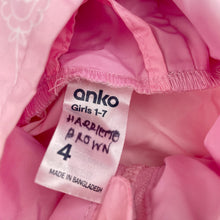 anko
Girls 1-7
HARRIETTE
BROWN
4
MADE IN BANGLADESH